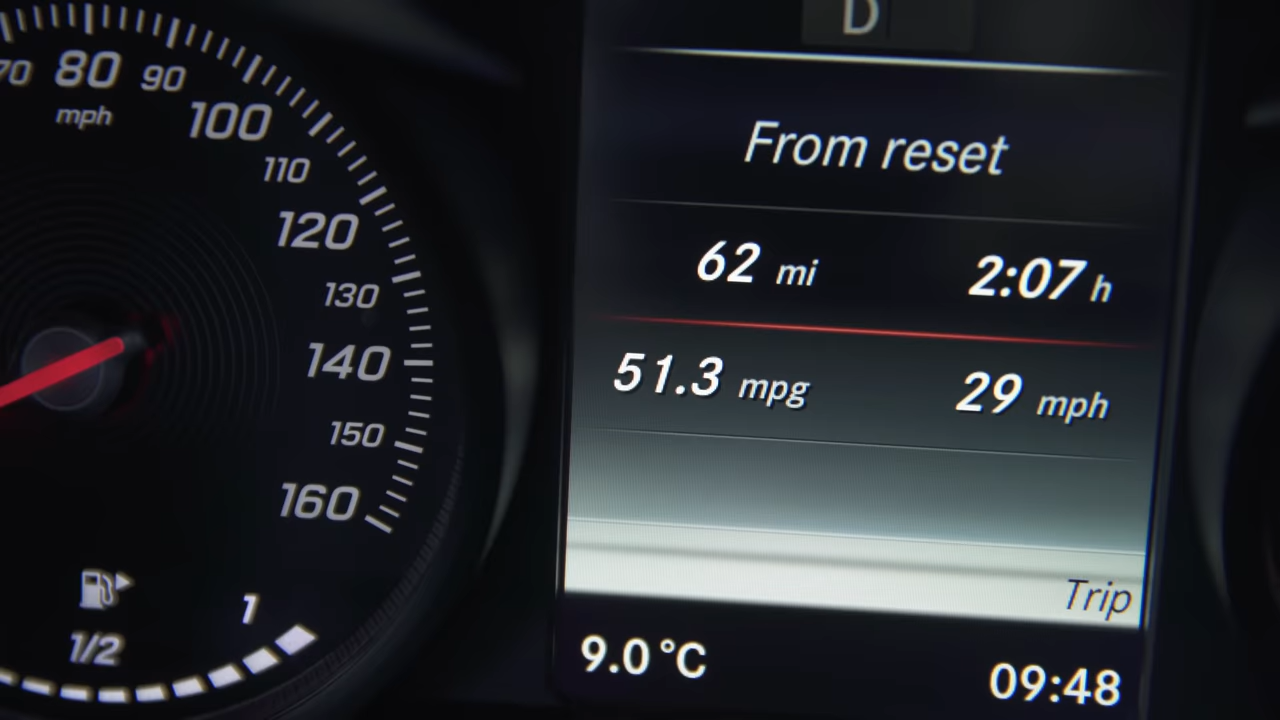 70 80 90
mph
100
110
120
130
140
150
160
1/2
1
D
From reset
62 mi 2:07 h
51.3 mpg 29 mph
Trip
9.0 °C 09:48